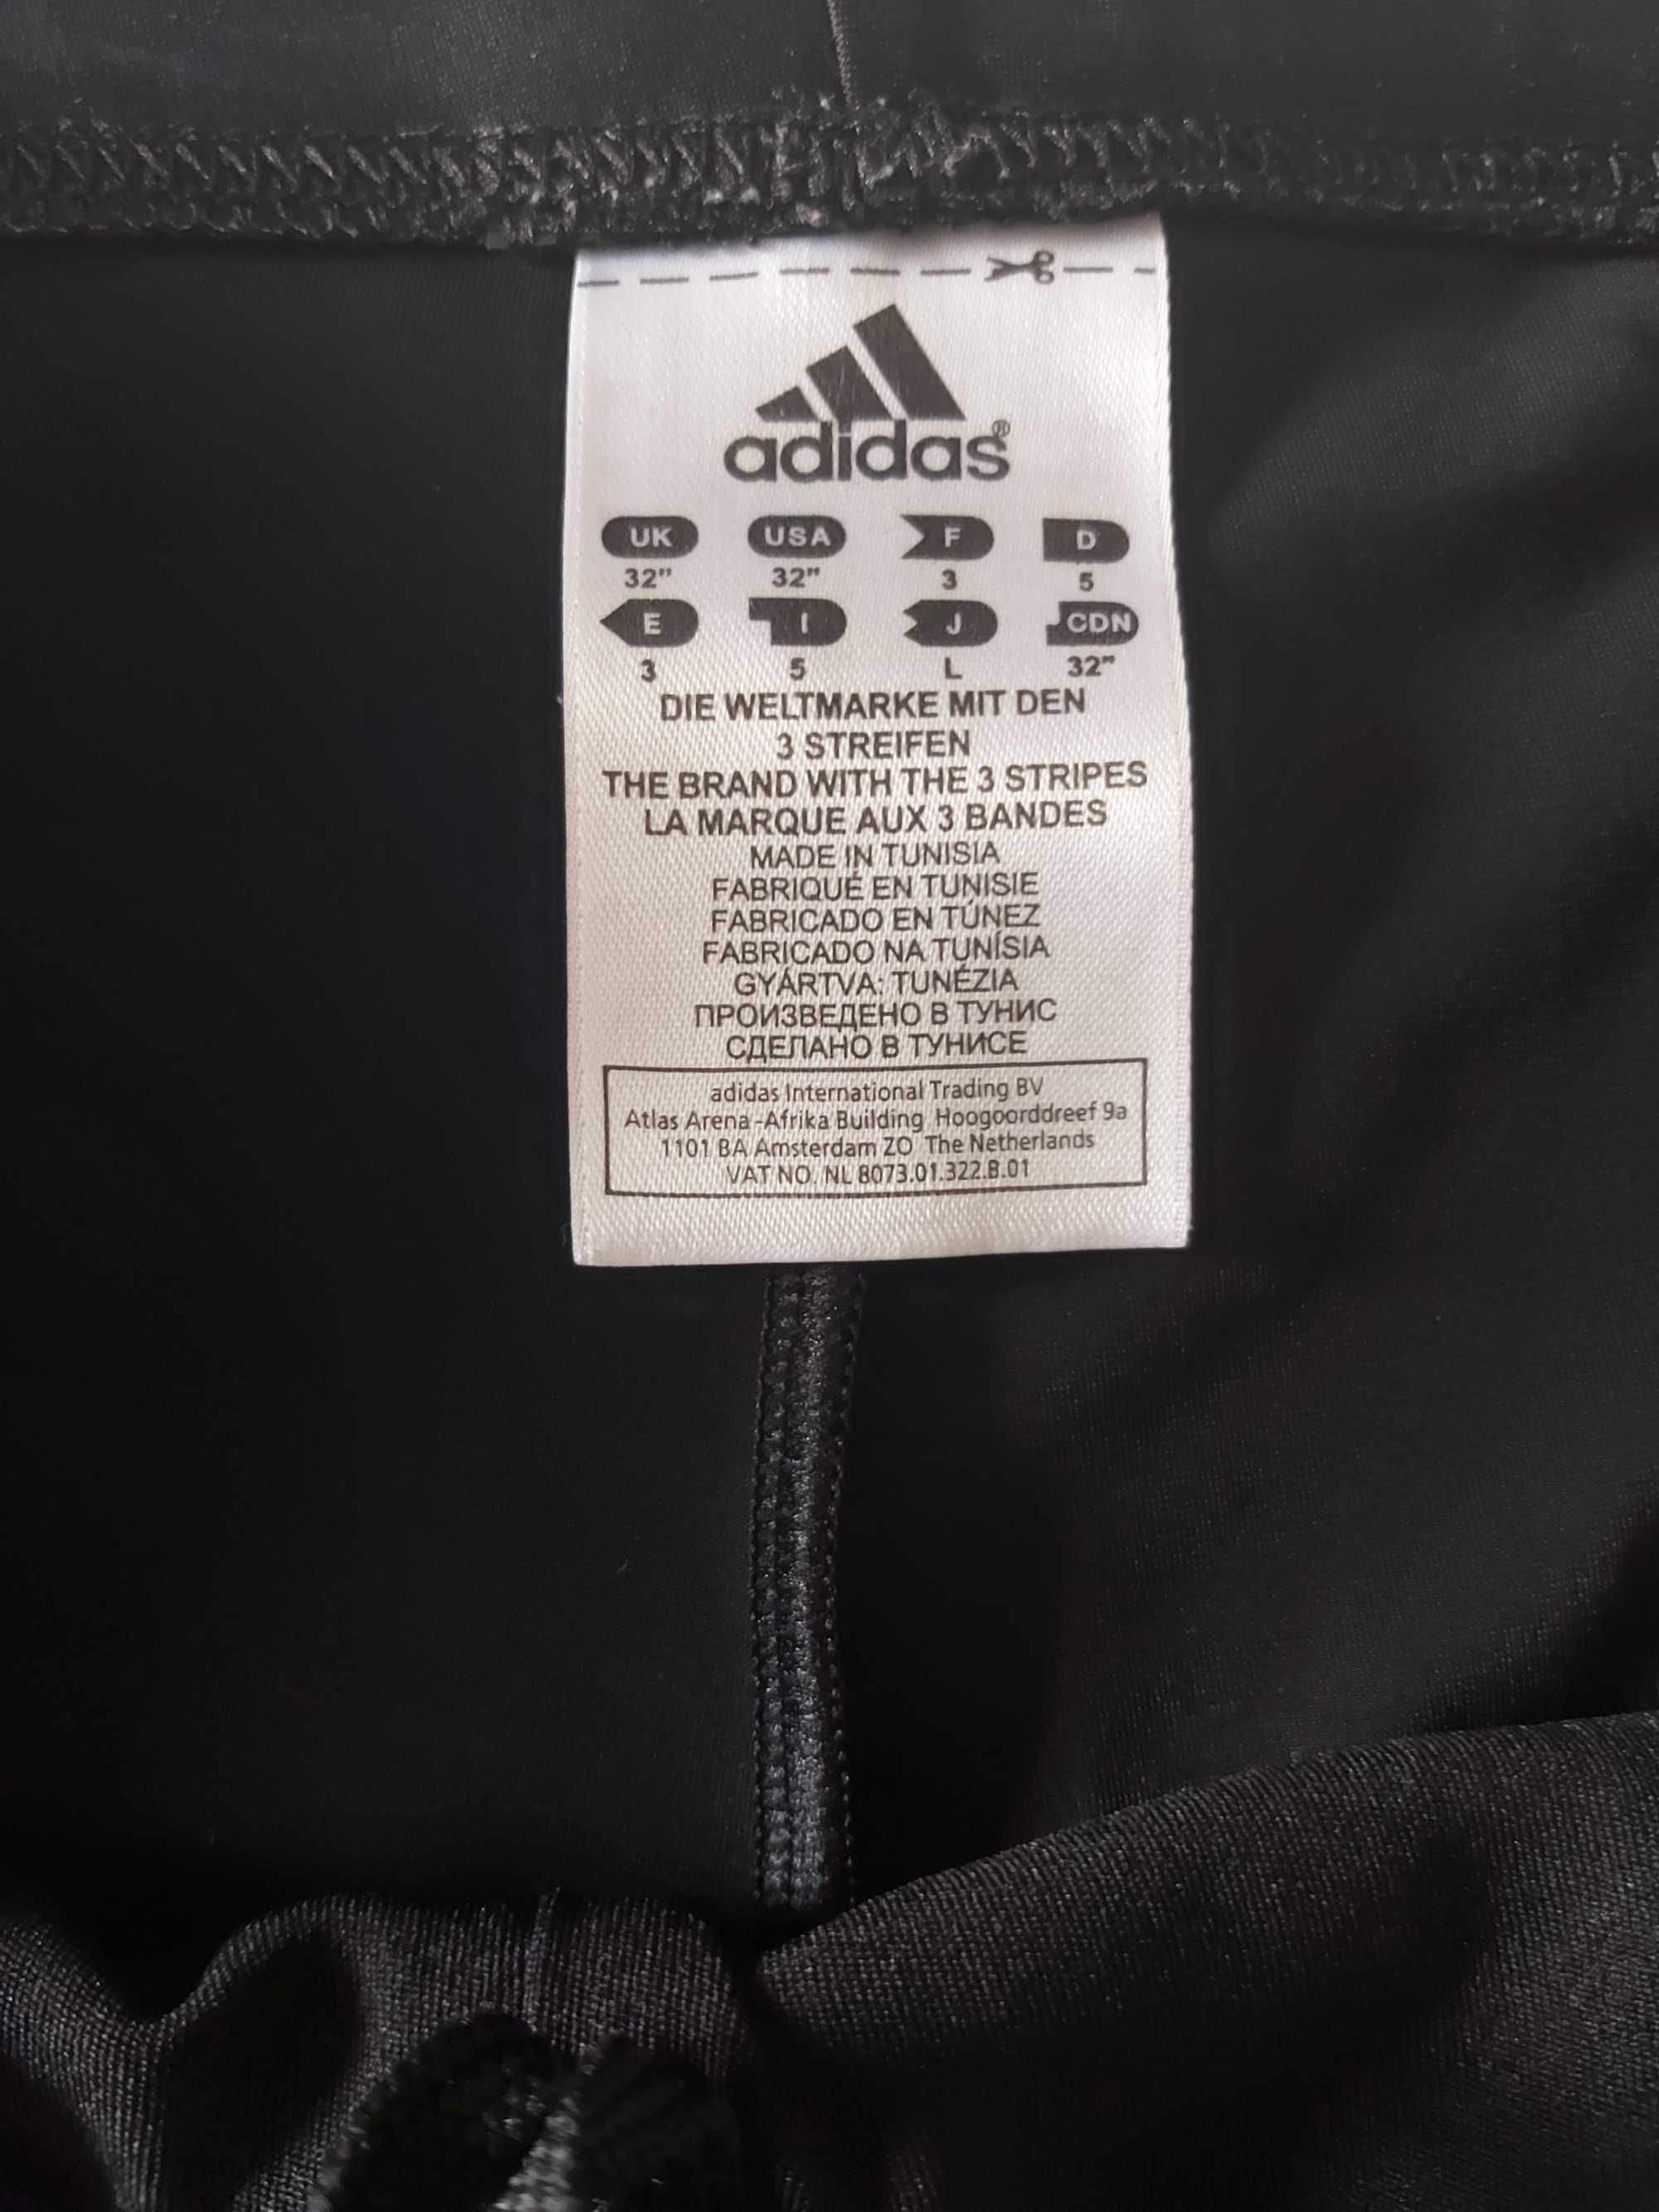 adidas®
UK USA F D
32" 32" 3 5
E I J CDN
3 5 L 32"
DIE WELTMARKE MIT DEN
3 STREIFEN
THE BRAND WITH THE 3 STRIPES
LA MARQUE AUX 3 BANDES
MADE IN TUNISIA
FABRIQUÉ EN TUNISIE
FABRICADO EN TÚNEZ
FABRICADO NA TUNÍSIA
GYÁRTVA: TUNÉZIA
ПРОИЗВЕДЕНО В ТУНИС
СДЕЛАНО В ТУНИСЕ
adidas International Trading BV
Atlas Arena -Afrika Building Hoogoorddreef 9a
1101 BA Amsterdam ZO The Netherlands
VAT NO. NL 8073.01.322.B.01